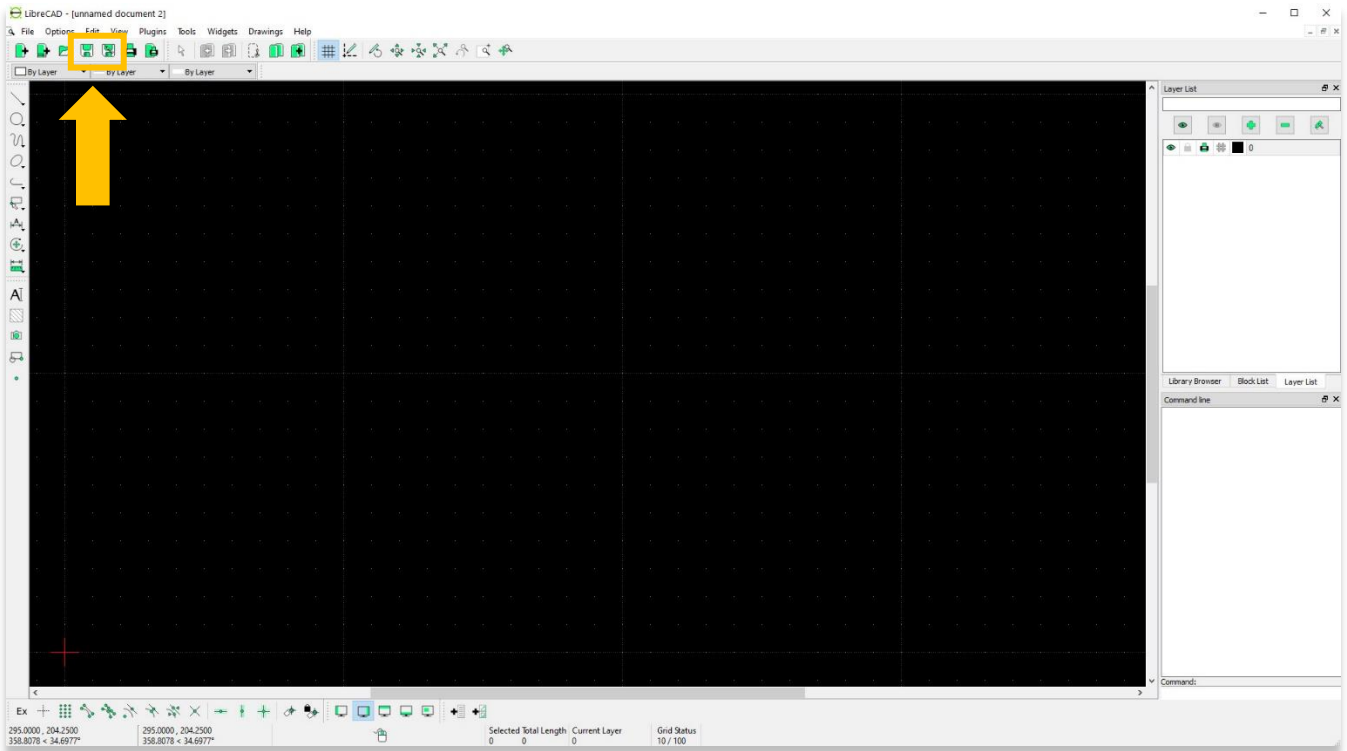 LibreCAD - [unnamed document 2]
File Options Edit View Plugins Tools Widgets Drawings Help
By Layer By Layer By Layer
Layer List
0
A
Library Browser Block List Layer List
Command line
Command:
Ex
295.0000 , 204.2500 295.0000 , 204.2500 Selected Total Length Current Layer Grid Status
358.8078 < 34.6977° 358.8078 < 34.6977° 0 0 0 10 / 100